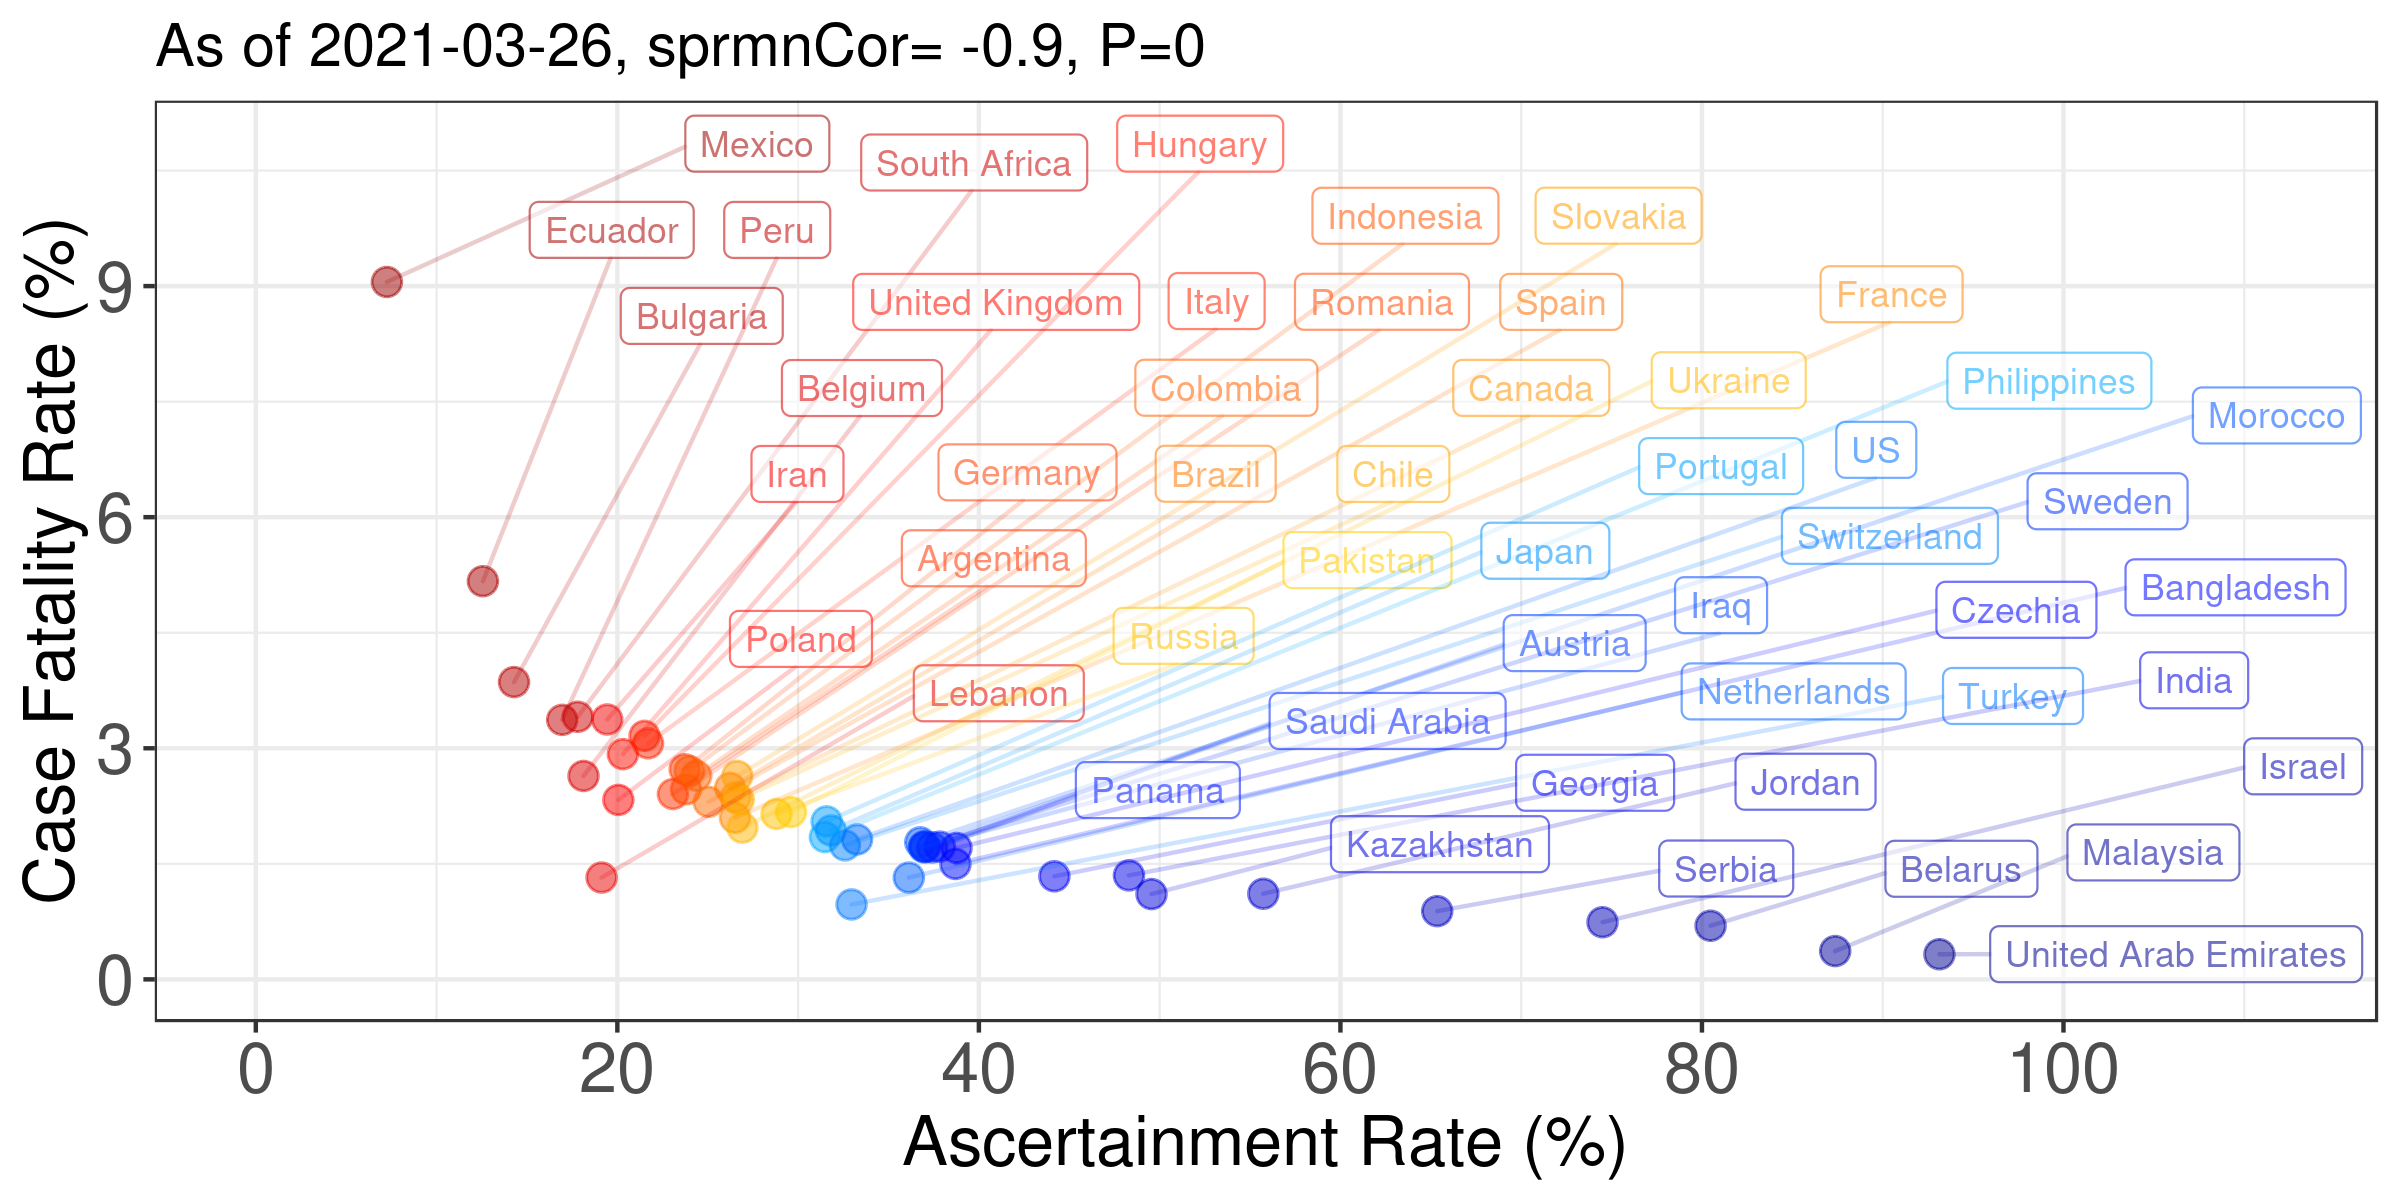 As of 2021-03-26, sprmnCor= -0.9, P=0
Case Fatality Rate (%)
9
6
3
0
Mexico
South Africa
Hungary
Ecuador
Peru
Indonesia
Slovakia
Bulgaria
United Kingdom
Italy
Romania
Spain
France
Belgium
Colombia
Canada
Ukraine
Philippines
Morocco
Iran
Germany
Brazil
Chile
Portugal
US
Sweden
Argentina
Pakistan
Japan
Switzerland
Bangladesh
Poland
Russia
Austria
Iraq
Czechia
Lebanon
Saudi Arabia
Netherlands
Turkey
India
Panama
Georgia
Jordan
Israel
Kazakhstan
Serbia
Belarus
Malaysia
United Arab Emirates
0
20
40
60
80
100
Ascertainment Rate (%)